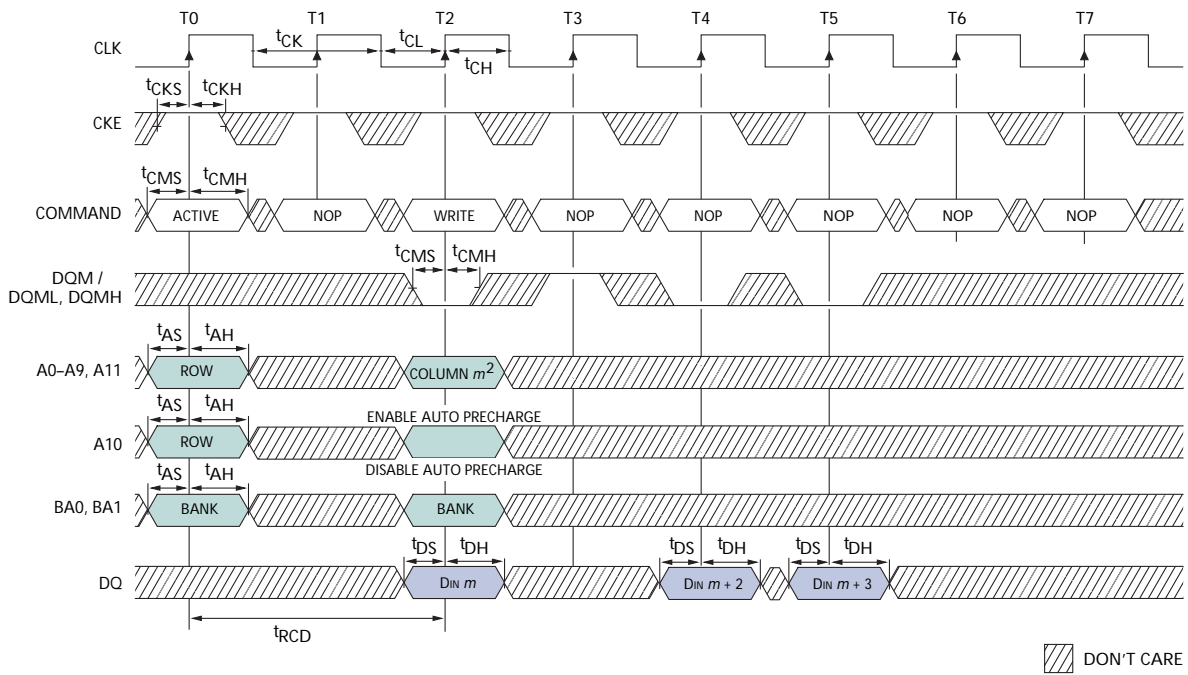 T0 T1 T2 T3 T4 T5 T6 T7
CLK tCK tCL tCH
tCKS tCKH
CKE
tCMS tCMH
COMMAND ACTIVE NOP WRITE NOP NOP NOP NOP NOP
tCMS tCMH
DQM /
DQML, DQMH
tAS tAH
A0–A9, A11 ROW COLUMN m2
tAS tAH ENABLE AUTO PRECHARGE
A10 ROW
DISABLE AUTO PRECHARGE
tAS tAH
BA0, BA1 BANK BANK
tDS tDH tDS tDH tDS tDH
DQ DIN m DIN m + 2 DIN m + 3
tRCD
DON'T CARE